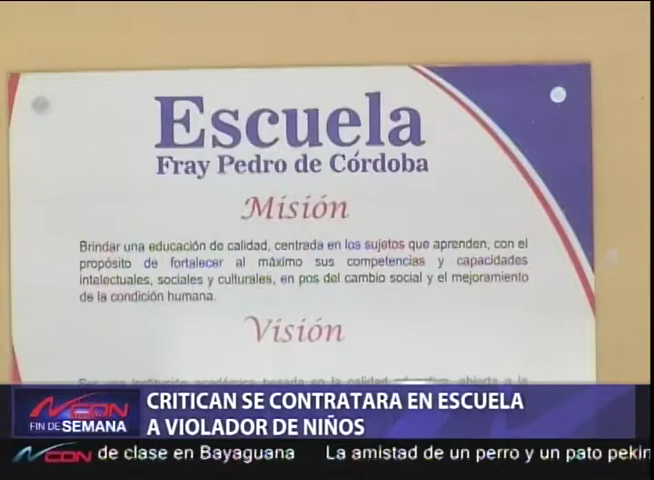 Escuela
Fray Pedro de Córdoba
Misión
Brindar una educación de calidad, centrada en los sujetos que aprenden, con el
propósito de fortalecer al máximo sus competencias y capacidades
intelectuales, sociales y culturales, en pos del cambio social y el mejoramiento
de la condición humana.
Visión
NCDN
FIN DE SEMANA
CRITICAN SE CONTRATARA EN ESCUELA
A VIOLADOR DE NIÑOS
NCDN de clase en Bayaguana La amistad de un perro y un pato pekin